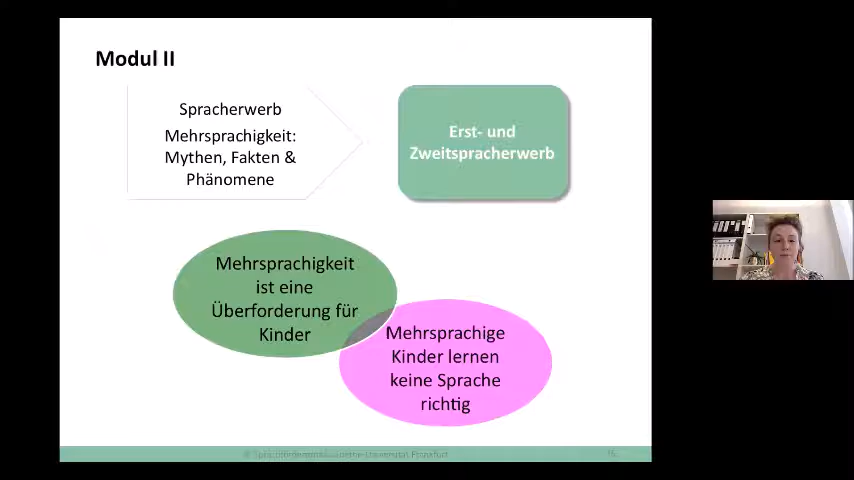 Modul II
Spracherwerb
Mehrsprachigkeit:
Mythen, Fakten &
Phänomene
Erst- und
Zweitspracherwerb
Mehrsprachigkeit
ist eine
Überforderung für
Kinder
Mehrsprachige
Kinder lernen
keine Sprache
richtig